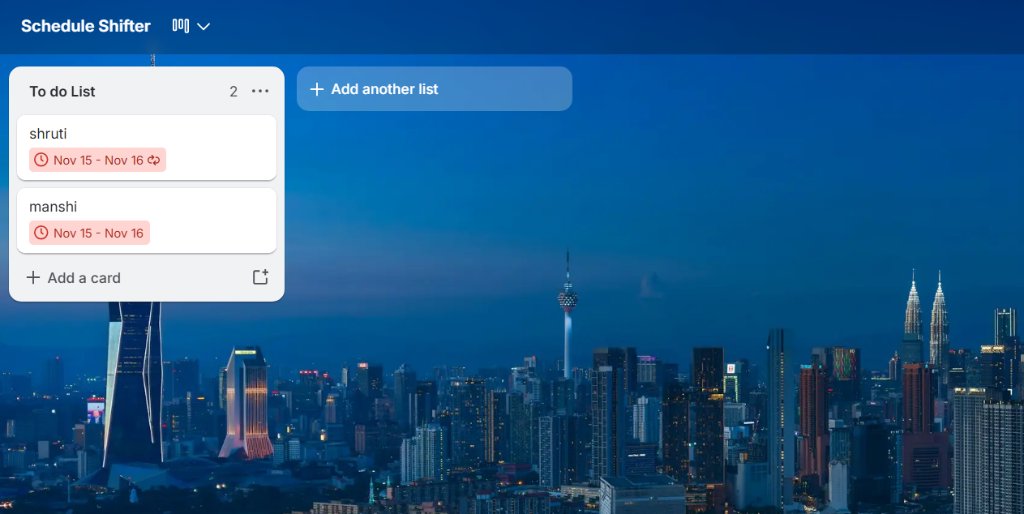 Schedule Shifter
To do List 2
Add another list
shruti
Nov 15 - Nov 16
manshi
Nov 15 - Nov 16
Add a card